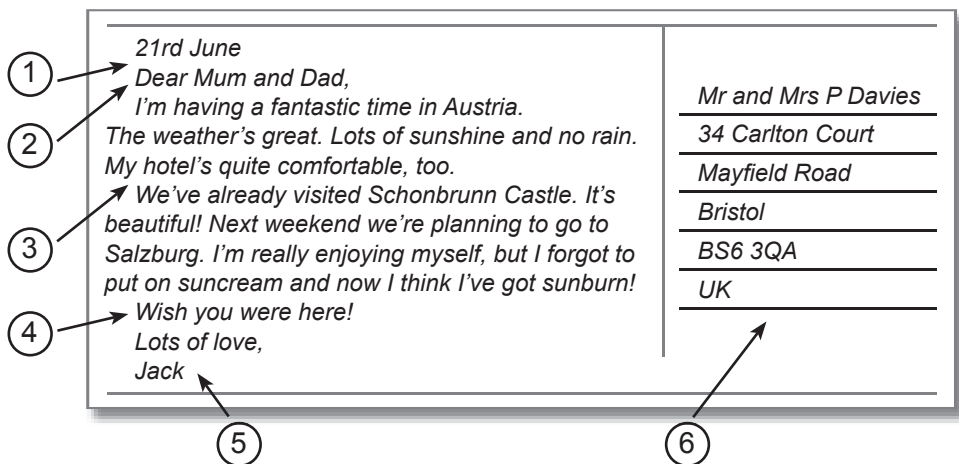 21rd June
Dear Mum and Dad,
I'm having a fantastic time in Austria.
The weather's great. Lots of sunshine and no rain.
My hotel's quite comfortable, too.
We've already visited Schonbrunn Castle. It's
beautiful! Next weekend we're planning to go to
Salzburg. I'm really enjoying myself, but I forgot to
put on suncream and now I think I've got sunburn!
Wish you were here!
Lots of love,
Jack
Mr and Mrs P Davies
34 Carlton Court
Mayfield Road
Bristol
BS6 3QA
UK
1
2
3
4
5
6